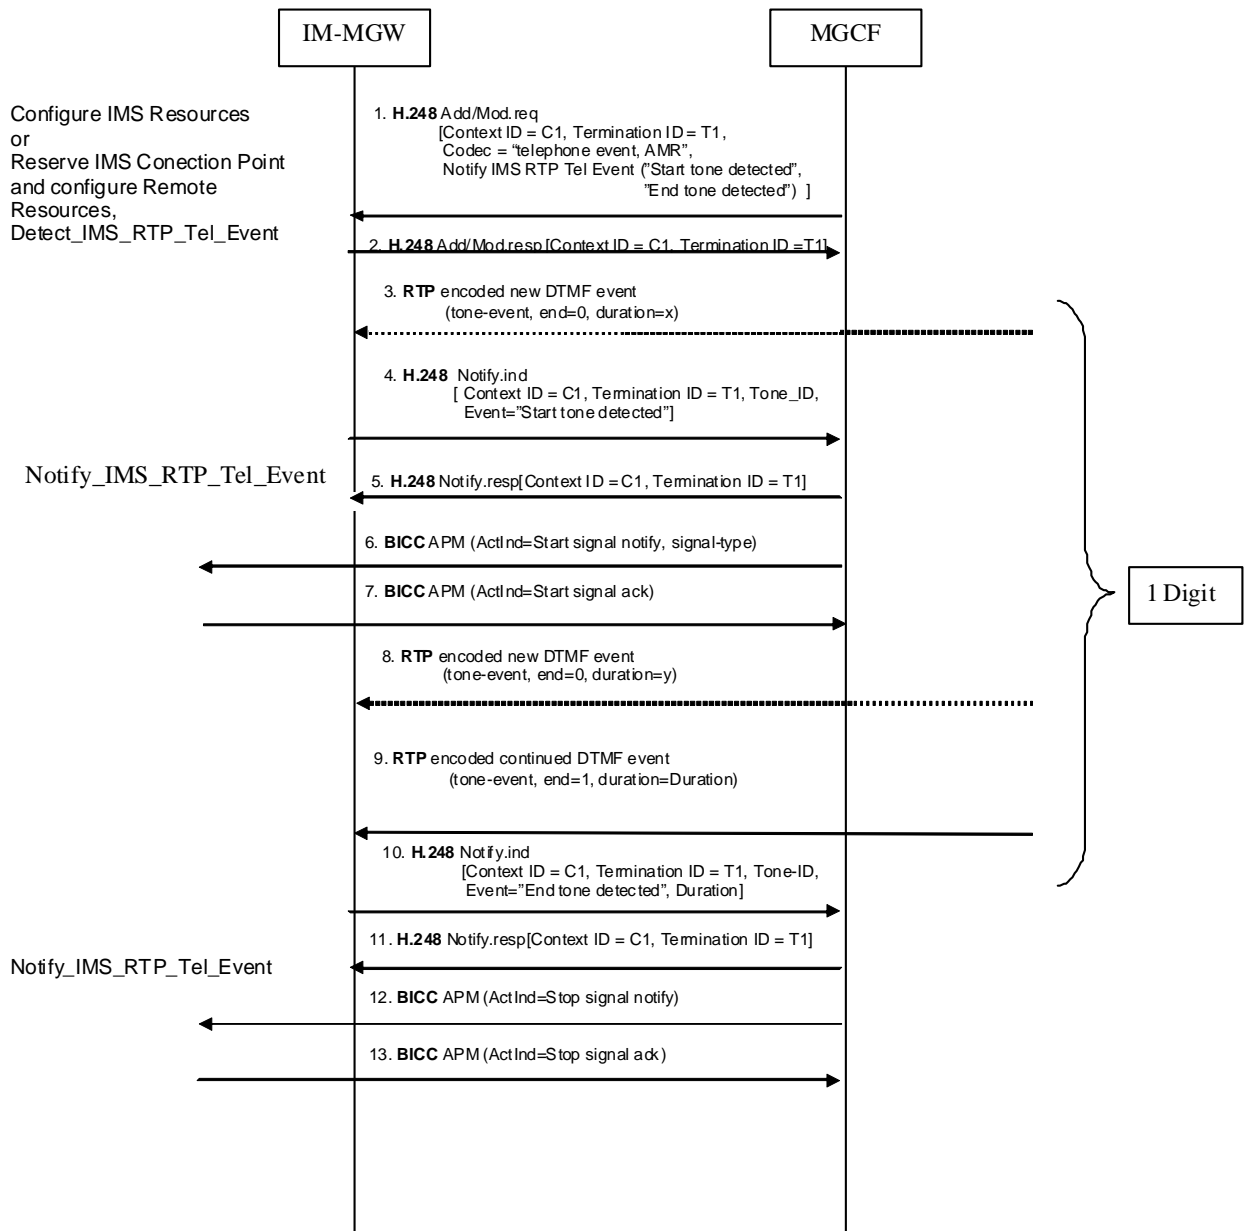 IM-MGW
MGCF
Configure IMS Resources
or
Reserve IMS Conection Point
and configure Remote
Resources,
Detect_IMS_RTP_Tel_Event
1. H.248 Add/Mod.req
[Context ID = C1, Termination ID = T1,
Codec = “telephone event, AMR”,
Notify IMS RTP Tel Event (”Start tone detected”,
”End tone detected”) ]
2. H.248 Add/Mod.resp[Context ID = C1, Termination ID =T1]
3. RTP encoded new DTMF event
(tone-event, end=0, duration=x)
4. H.248 Notify.ind
[ Context ID = C1, Termination ID = T1, Tone_ID,
Event=”Start tone detected”]
Notify_IMS_RTP_Tel_Event
5. H.248 Notify.resp[Context ID = C1, Termination ID = T1]
6. BICC APM (ActInd=Start signal notify, signal-type)
7. BICC APM (ActInd=Start signal ack)
1 Digit
8. RTP encoded new DTMF event
(tone-event, end=0, duration=y)
9. RTP encoded continued DTMF event
(tone-event, end=1, duration=Duration)
10. H.248 Notify.ind
[Context ID = C1, Termination ID = T1, Tone-ID,
Event=”End tone detected”, Duration]
11. H.248 Notify.resp[Context ID = C1, Termination ID = T1]
Notify_IMS_RTP_Tel_Event
12. BICC APM (ActInd=Stop signal notify)
13. BICC APM (ActInd=Stop signal ack)